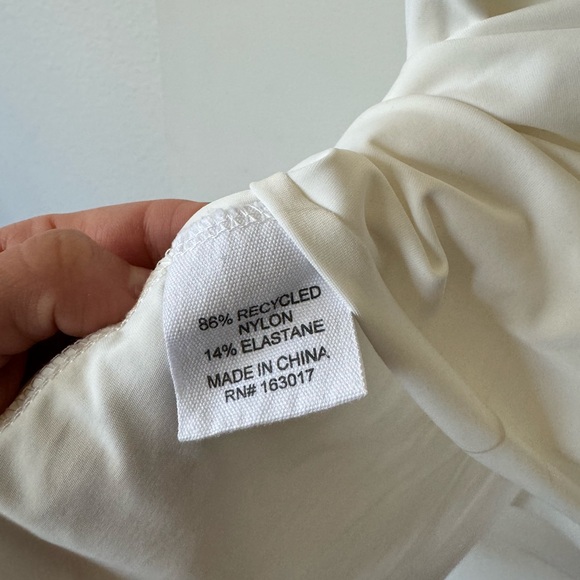 86% RECYCLED
NYLON
14% ELASTANE
MADE IN CHINA
RN# 163017